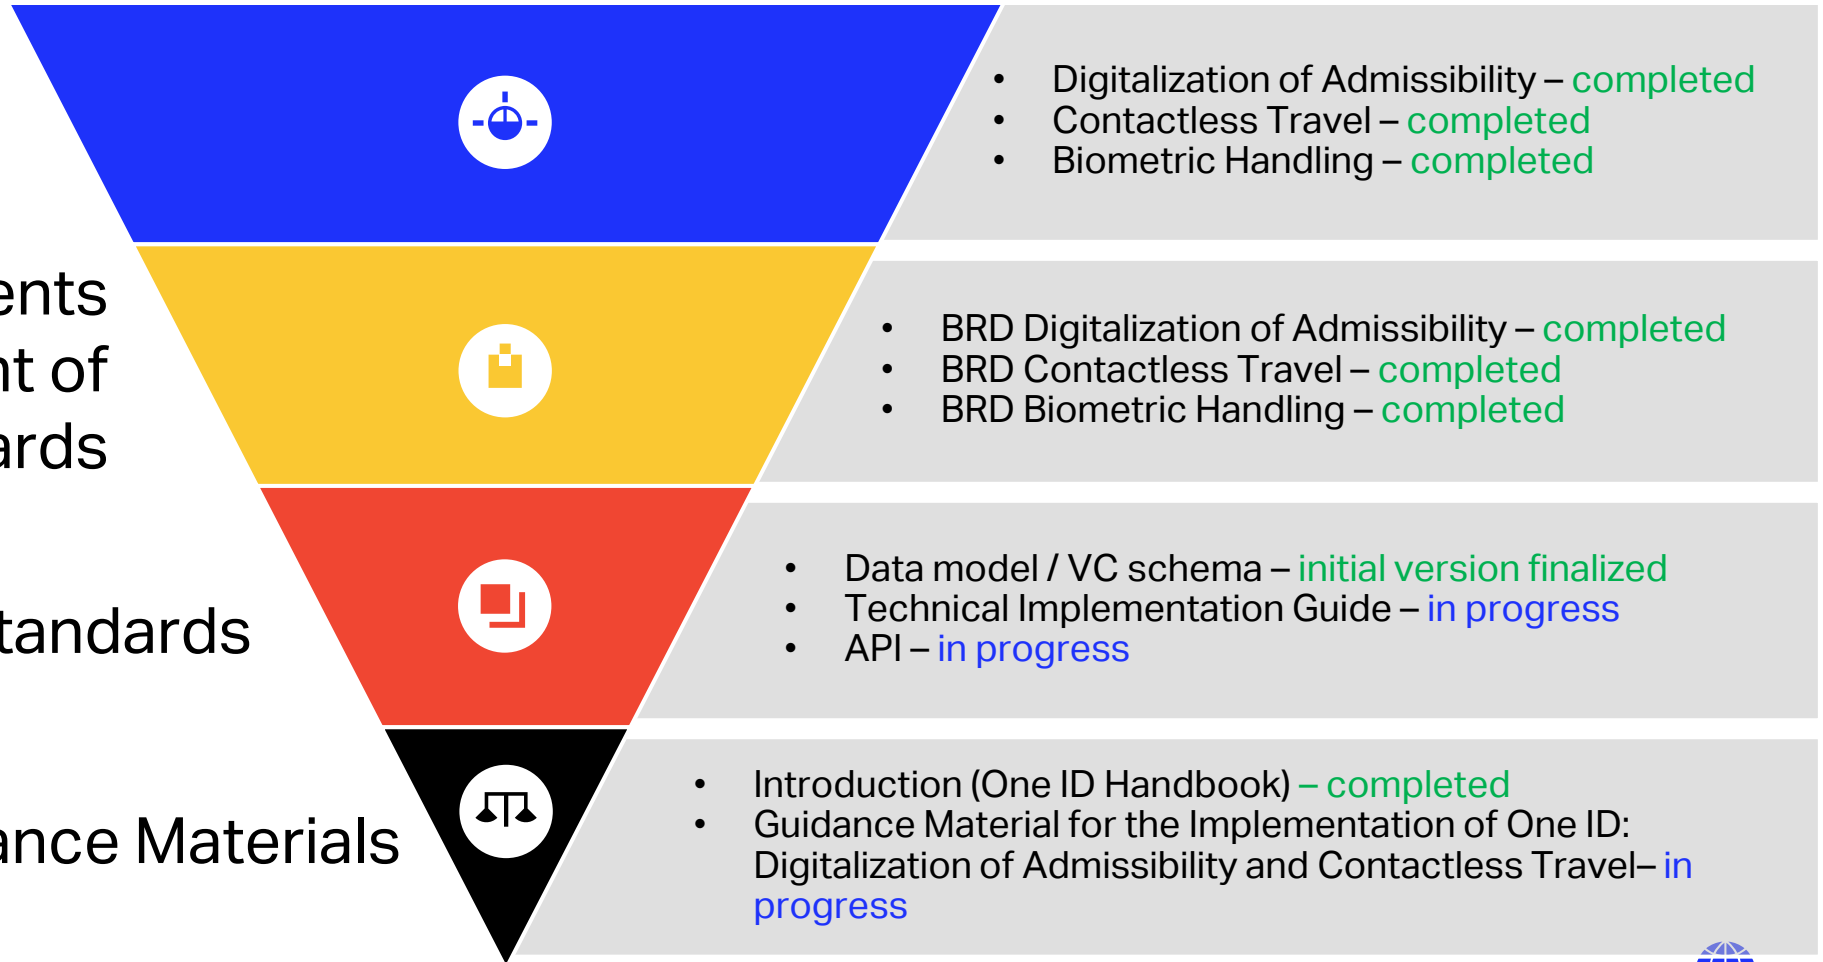 • Digitalization of Admissibility – completed
• Contactless Travel – completed
• Biometric Handling – completed
ents
nt of
ards
• BRD Digitalization of Admissibility – completed
• BRD Contactless Travel – completed
• BRD Biometric Handling – completed
tandards
• Data model / VC schema – initial version finalized
• Technical Implementation Guide – in progress
• API – in progress
ance Materials
• Introduction (One ID Handbook) – completed
• Guidance Material for the Implementation of One ID:
Digitalization of Admissibility and Contactless Travel– in
progress